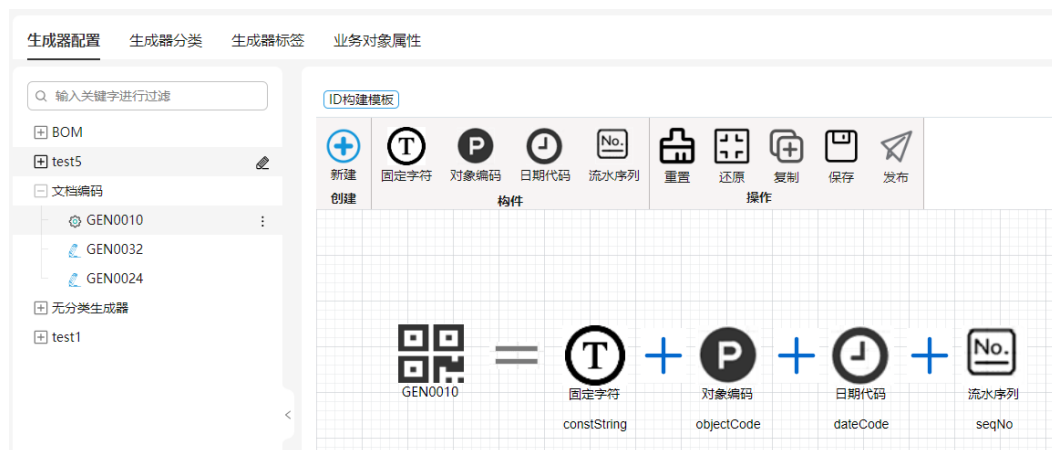 生成器配置 生成器分类 生成器标签 业务对象属性
输入关键字进行过滤
BOM
test5
文档编码
GEN0010
GEN0032
GEN0024
无分类生成器
test1
ID构建模板
T P No.
新建 固定字符 对象编码 日期代码 流水序列 重置 还原 复制 保存 发布
创建 构件 操作
T P No.
GEN0010 固定字符 对象编码 日期代码 流水序列
constString objectCode dateCode seqNo